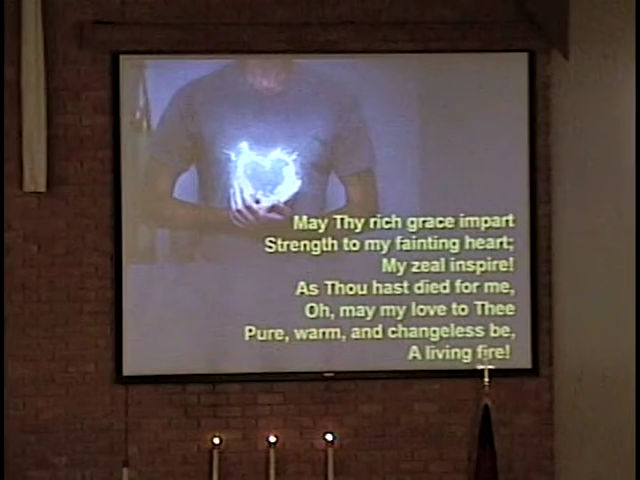 May Thy rich grace impart
Strength to my fainting heart;
My zeal inspire!
As Thou hast died for me,
Oh, may my love to Thee
Pure, warm, and changeless be,
A living fire!